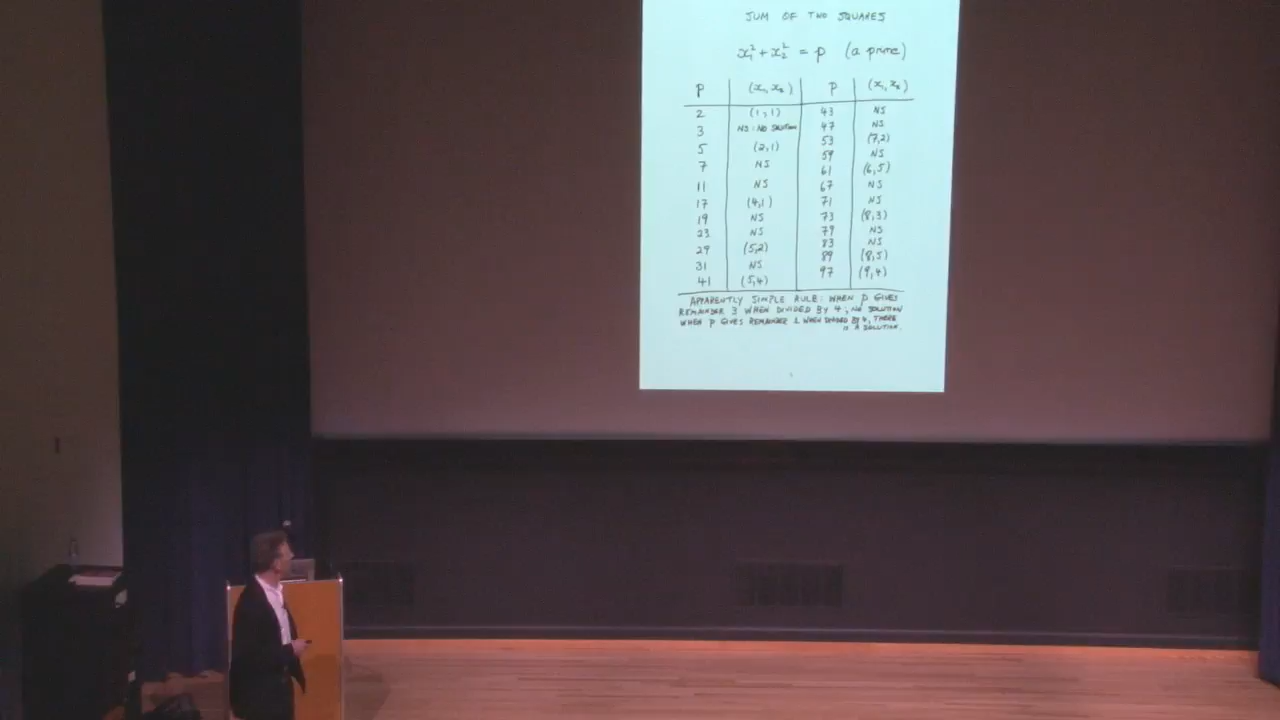 SUM OF TWO SQUARES
x₁² + x₂² = p (a prime)
P (x₁, x₂) P (x₁, x₂)
2 (1,1) 43 NS
3 NS: NO SOLUTION 47 NS
5 (2,1) 53 (7,2)
7 NS 59 NS
11 NS 61 (6,5)
17 (4,1) 67 NS
19 NS 71 NS
23 NS 73 (8,3)
29 (5,2) 79 NS
31 NS 83 NS
41 (5,4) 89 (8,5)
97 (9,4)
APPARENTLY SIMPLE RULE: WHEN P GIVES
REMAINDER 3 WHEN DIVIDED BY 4, NO SOLUTION
WHEN P GIVES REMAINDER 1 WHEN DIVIDED BY 4, THERE
IS A SOLUTION.